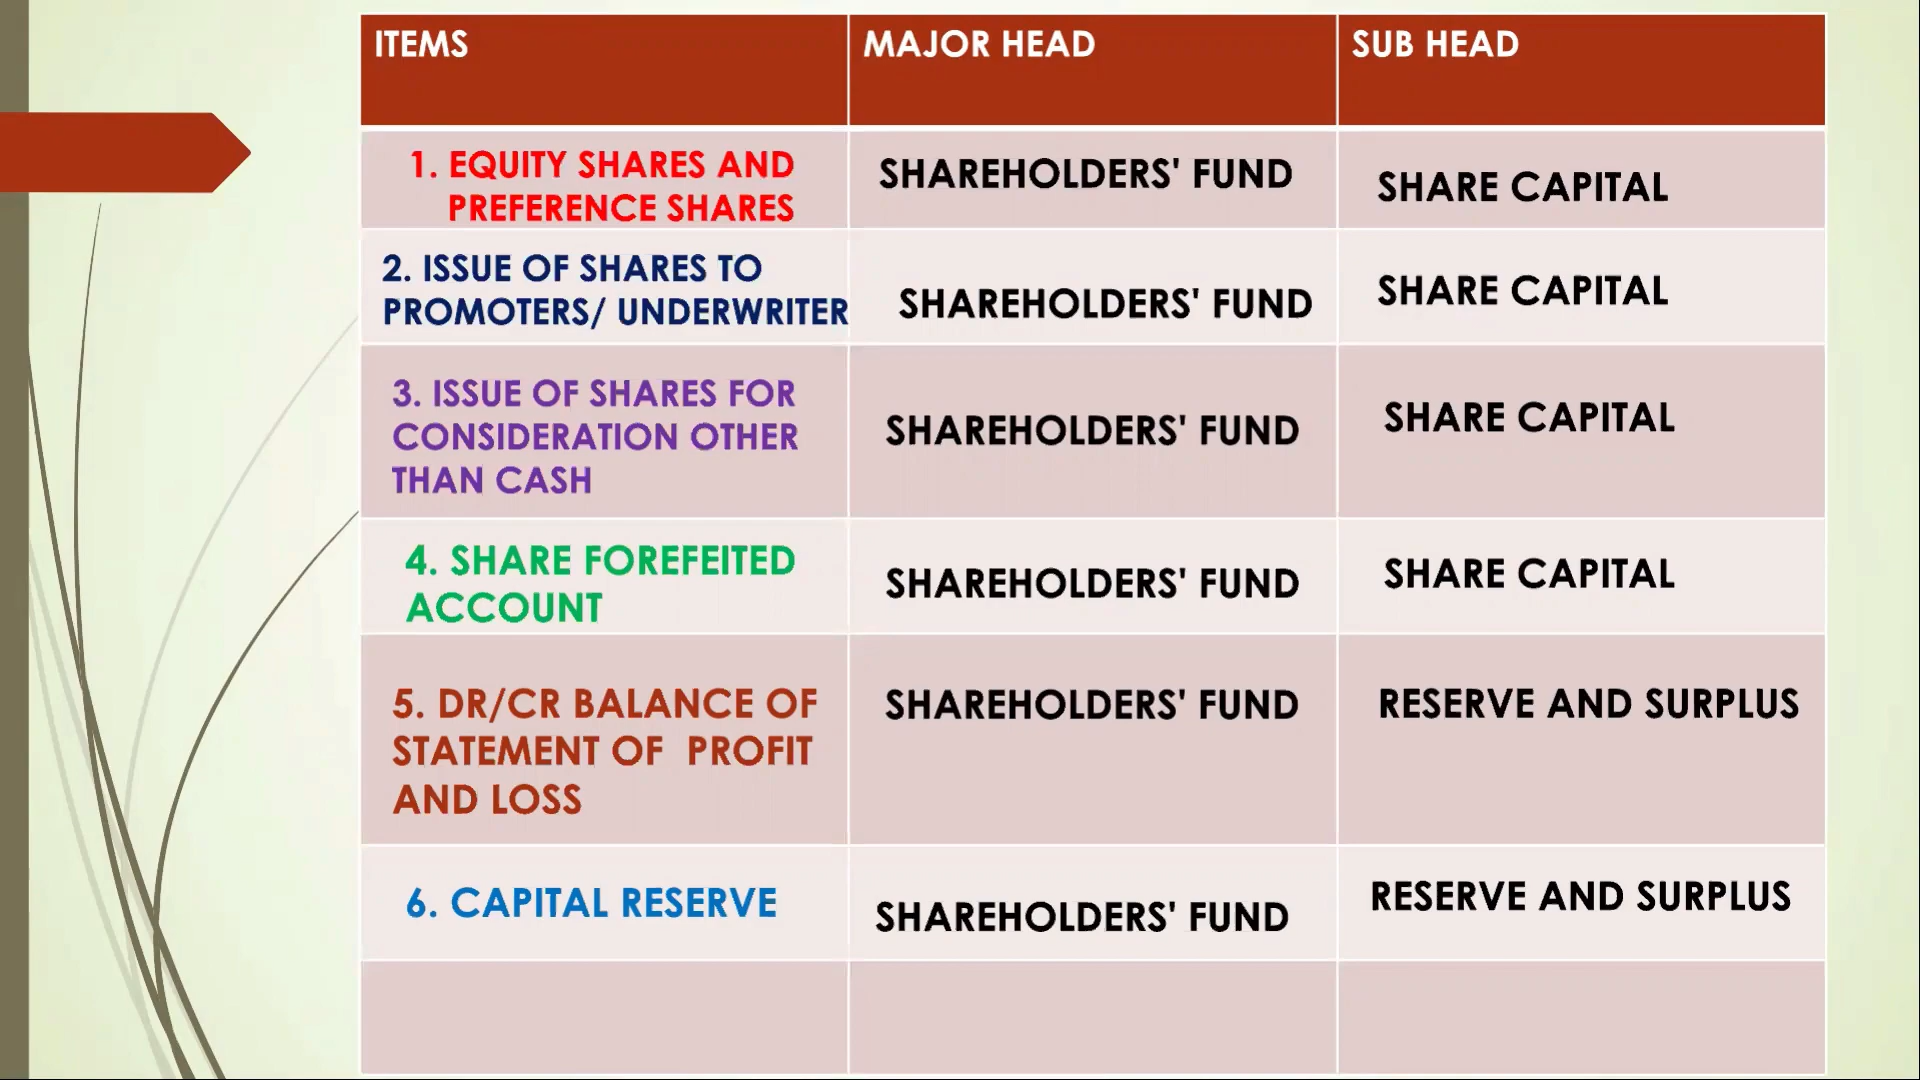 ITEMS
MAJOR HEAD
SUB HEAD
1. EQUITY SHARES AND
PREFERENCE SHARES
SHAREHOLDERS' FUND
SHARE CAPITAL
2. ISSUE OF SHARES TO
PROMOTERS/ UNDERWRITER
SHAREHOLDERS' FUND
SHARE CAPITAL
3. ISSUE OF SHARES FOR
CONSIDERATION OTHER
THAN CASH
SHAREHOLDERS' FUND
SHARE CAPITAL
4. SHARE FOREFEITED
ACCOUNT
SHAREHOLDERS' FUND
SHARE CAPITAL
5. DR/CR BALANCE OF
STATEMENT OF PROFIT
AND LOSS
SHAREHOLDERS' FUND
RESERVE AND SURPLUS
6. CAPITAL RESERVE
SHAREHOLDERS' FUND
RESERVE AND SURPLUS